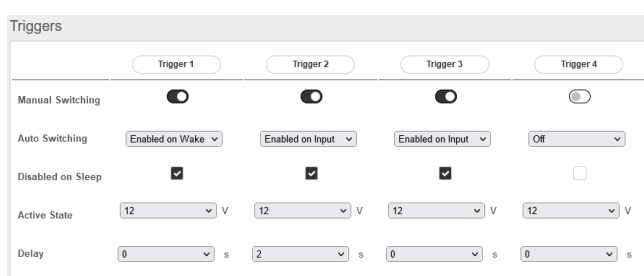 Triggers
Trigger 1 Trigger 2 Trigger 3 Trigger 4
Manual Switching
Auto Switching Enabled on Wake Enabled on Input Enabled on Input Off
Disabled on Sleep
Active State 12 V 12 V 12 V 12 V
Delay 0 s 2 s 0 s 0 s